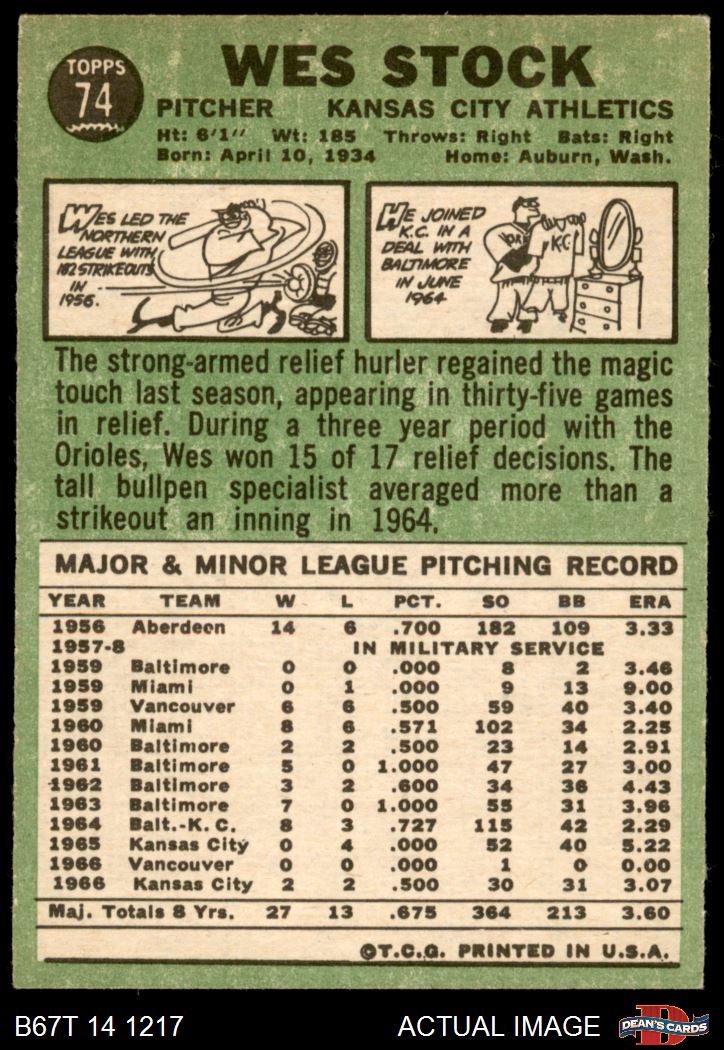 TOPPS
74
WES STOCK
PITCHER KANSAS CITY ATHLETICS
Ht: 6'1" Wt: 185 Throws: Right Bats: Right
Born: April 10, 1934 Home: Auburn, Wash.
WES LED THE
NORTHERN
LEAGUE WITH
182 STRIKEOUTS
IN
1956.
HE JOINED
K.C. IN A
DEAL WITH
BALTIMORE
IN JUNE
1964
K.C.
The strong-armed relief hurler regained the magic
touch last season, appearing in thirty-five games
in relief. During a three year period with the
Orioles, Wes won 15 of 17 relief decisions. The
tall bullpen specialist averaged more than a
strikeout an inning in 1964.
MAJOR & MINOR LEAGUE PITCHING RECORD
YEAR TEAM W L PCT. SO BB ERA
1956 Aberdeen 14 6 .700 182 109 3.33
1957-8 IN MILITARY SERVICE
1959 Baltimore 0 0 .000 8 2 3.46
1959 Miami 0 1 .000 9 13 9.00
1959 Vancouver 6 6 .500 59 40 3.40
1960 Miami 8 6 .571 102 34 2.25
1960 Baltimore 2 2 .500 23 14 2.91
1961 Baltimore 5 0 1.000 47 27 3.00
1962 Baltimore 3 2 .600 34 36 4.43
1963 Baltimore 7 0 1.000 55 31 3.96
1964 Balt.-K. C. 8 3 .727 115 42 2.29
1965 Kansas City 0 4 .000 52 40 5.22
1966 Vancouver 0 0 .000 1 0 0.00
1966 Kansas City 2 2 .500 30 31 3.07
Maj. Totals 8 Yrs. 27 13 .675 364 213 3.60
©T.C.G. PRINTED IN U.S.A.
B67T 14 1217 ACTUAL IMAGE
D
DEAN'S CARDS